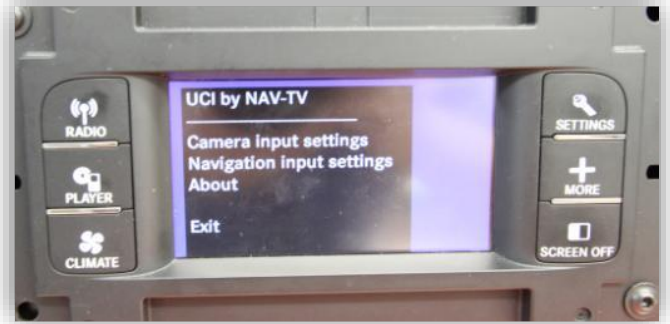 RADIO
PLAYER
CLIMATE
UCI by NAV-TV
Camera input settings
Navigation input settings
About
Exit
SETTINGS
MORE
SCREEN OFF